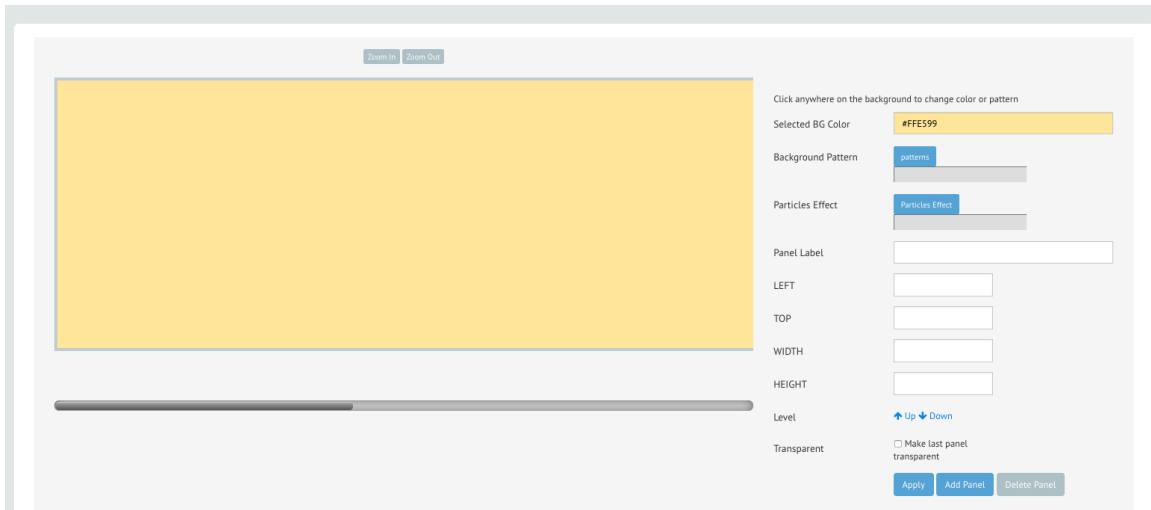 Zoom In Zoom Out
Click anywhere on the background to change color or pattern
Selected BG Color #FFE599
Background Pattern patterns
Particles Effect Particles Effect
Panel Label
LEFT
TOP
WIDTH
HEIGHT
Level Up Down
Transparent Make last panel
transparent
Apply Add Panel Delete Panel